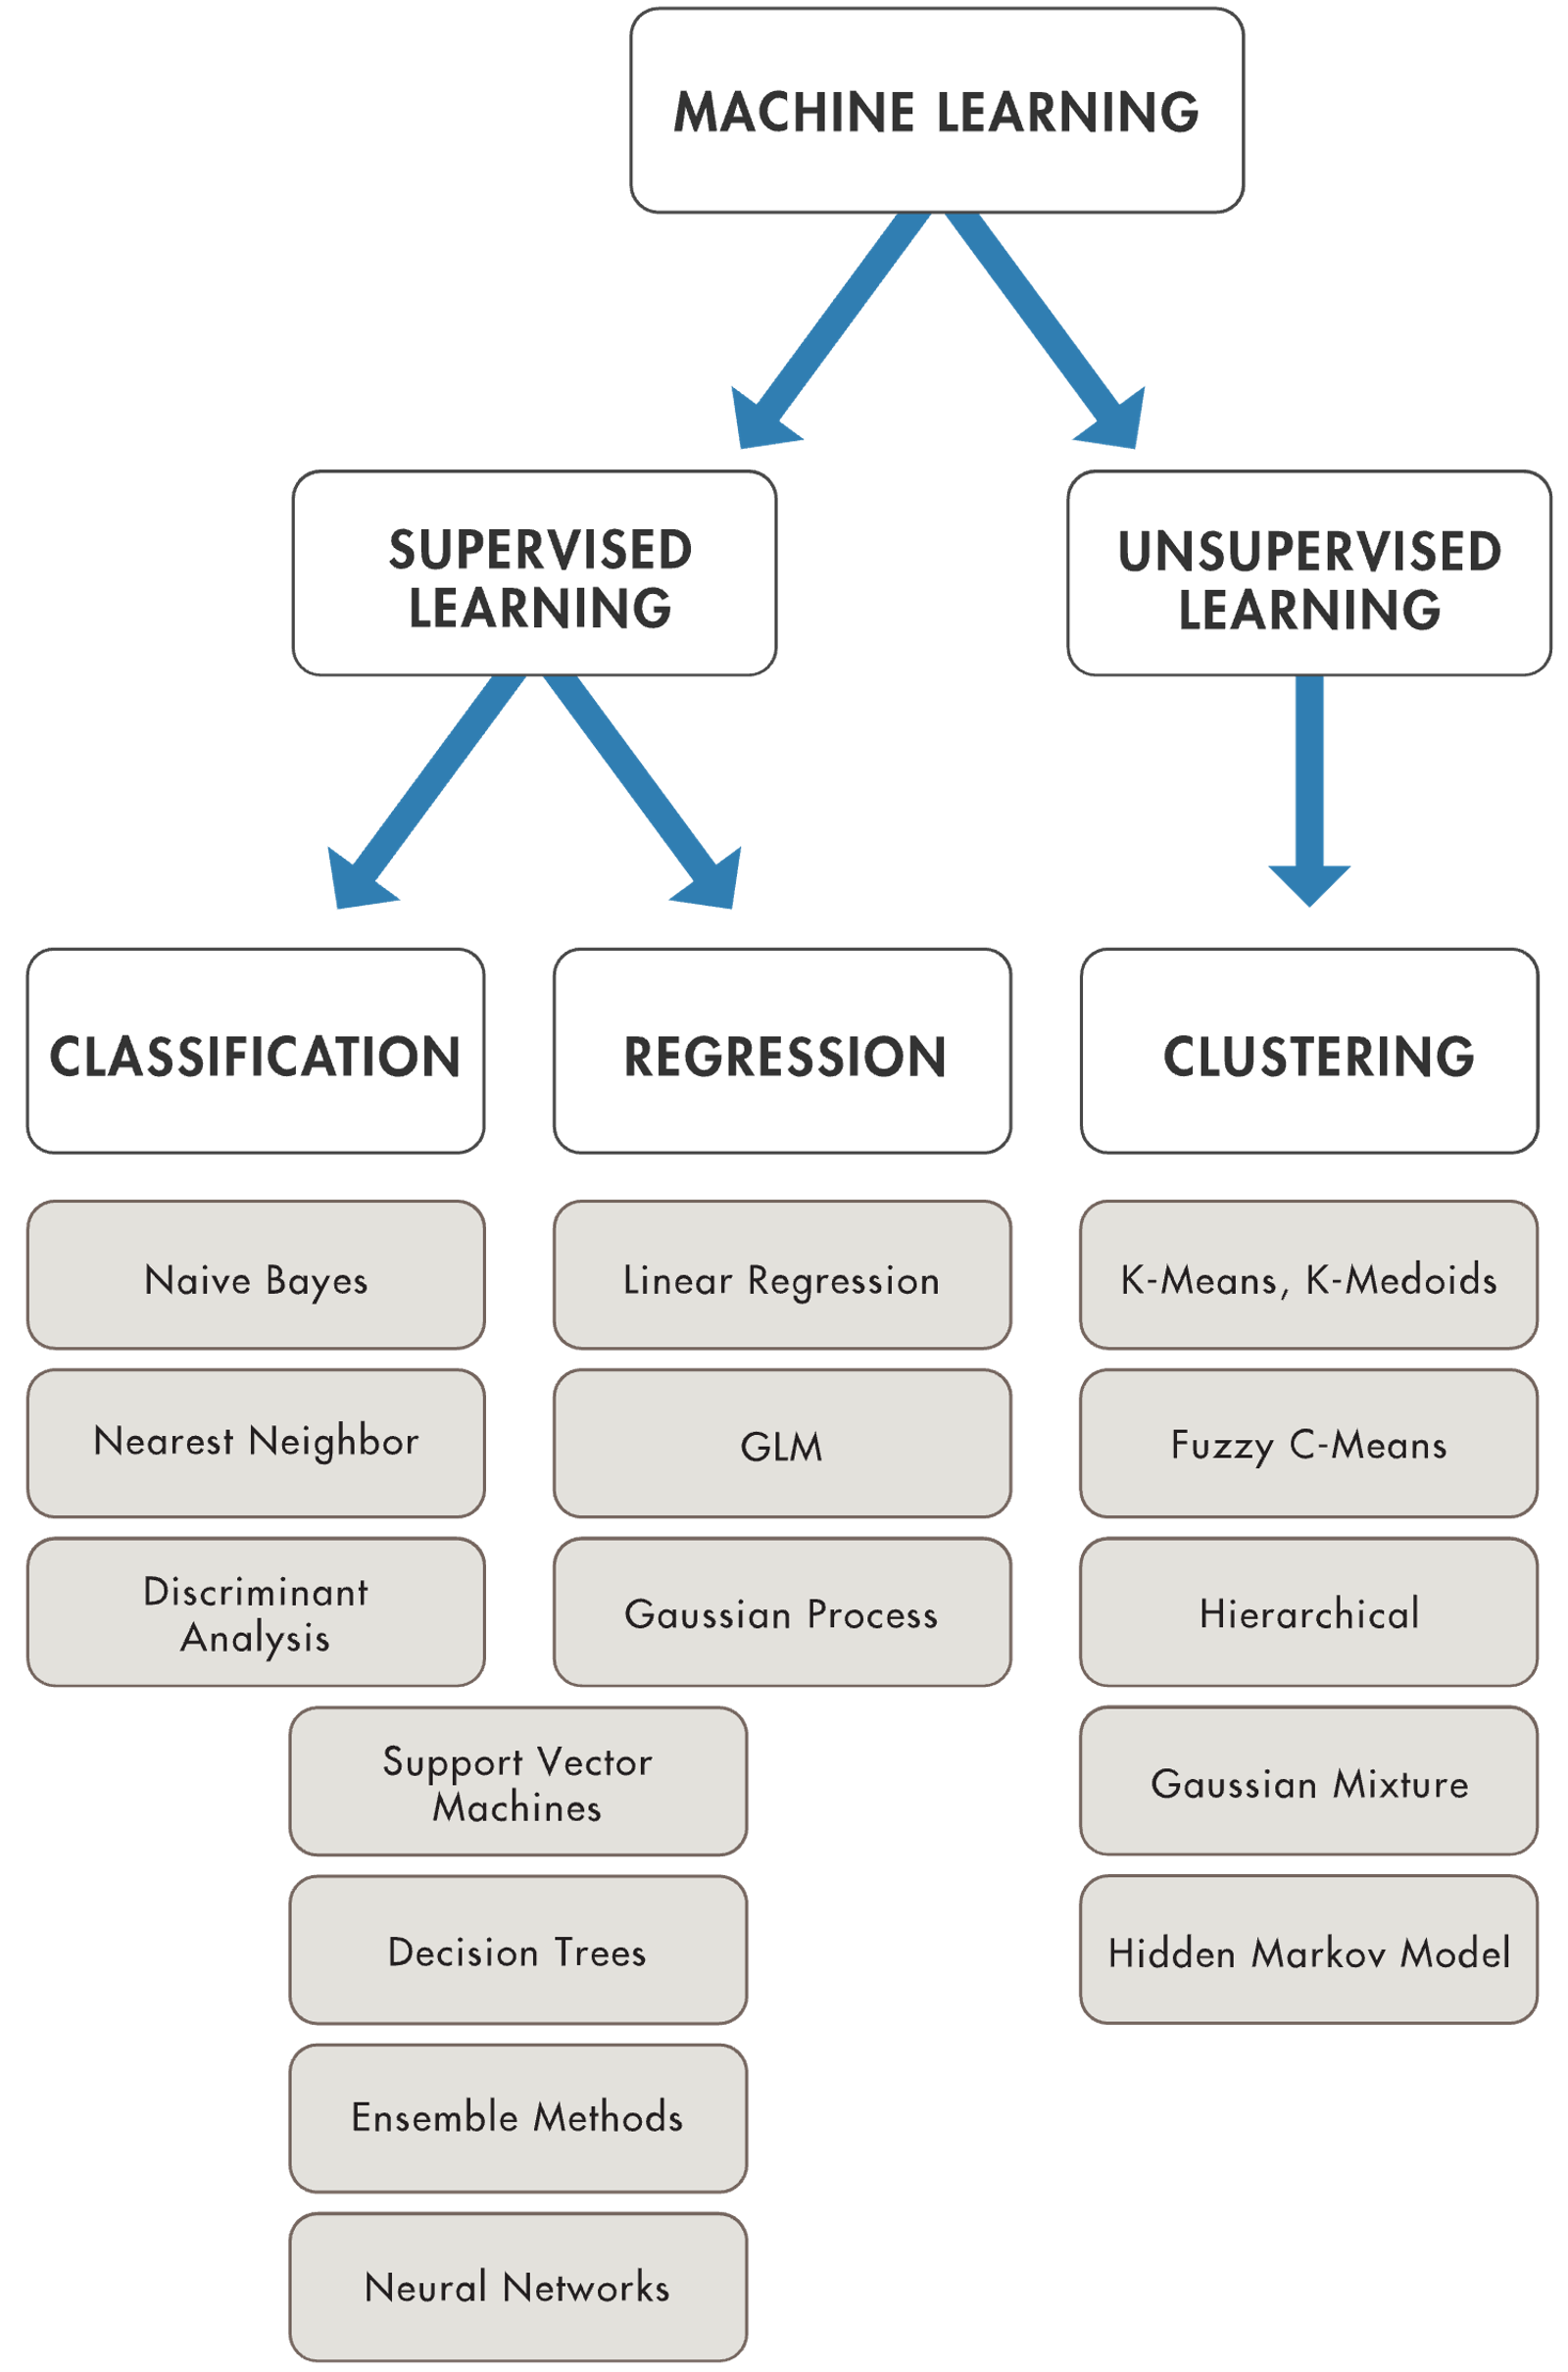 MACHINE LEARNING
SUPERVISED
LEARNING
UNSUPERVISED
LEARNING
CLASSIFICATION
REGRESSION
CLUSTERING
Naive Bayes
Linear Regression
K-Means, K-Medoids
Nearest Neighbor
GLM
Fuzzy C-Means
Discriminant
Analysis
Gaussian Process
Hierarchical
Support Vector
Machines
Gaussian Mixture
Decision Trees
Hidden Markov Model
Ensemble Methods
Neural Networks